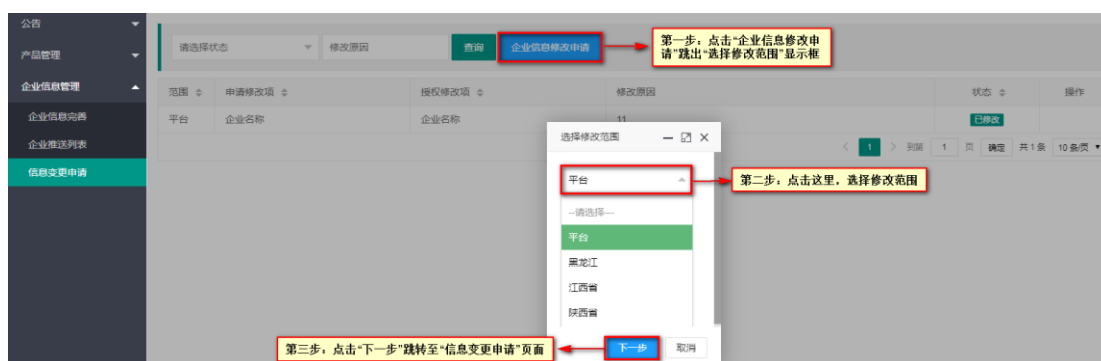 公告
产品管理
企业信息管理
企业信息完善
企业推送列表
信息变更申请
请选择状态 修改原因 查询 企业信息修改申请
第一步：点击“企业信息修改申
请”跳出“选择修改范围”显示框
范围 申请修改项 授权修改项 修改原因 状态 操作
平台 企业名称 企业名称 11 已修改
1 到第 1 页 确定 共1条 10条/页
选择修改范围
平台
第二步：点击这里，选择修改范围
--请选择--
平台
黑龙江
江西省
陕西省
第三步：点击“下一步”跳转至“信息变更申请”页面
下一步 取消